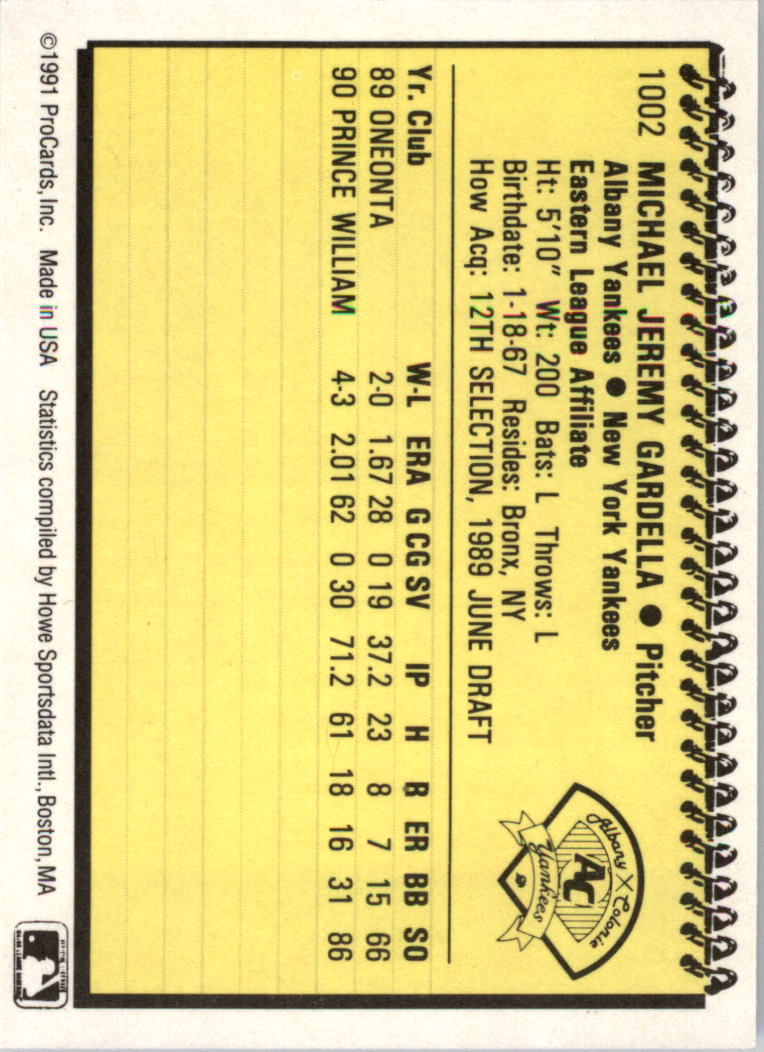 1002 MICHAEL JEREMY GARDELLA ● Pitcher
Albany Yankees ● New York Yankees
Eastern League Affiliate
Ht: 5'10" Wt: 200 Bats: L Throws: L
Birthdate: 1-18-67 Resides: Bronx, NY
How Acq: 12TH SELECTION, 1989 JUNE DRAFT
Albany Colonie
AC
Yankees
Yr. Club W-L ERA G CG SV IP H R ER BB SO
89 ONEONTA 2-0 1.67 28 0 19 37.2 23 8 7 15 66
90 PRINCE WILLIAM 4-3 2.01 62 0 30 71.2 61 18 16 31 86
©1991 ProCards, Inc. Made in USA Statistics compiled by Howe Sportsdata Intl., Boston, MA